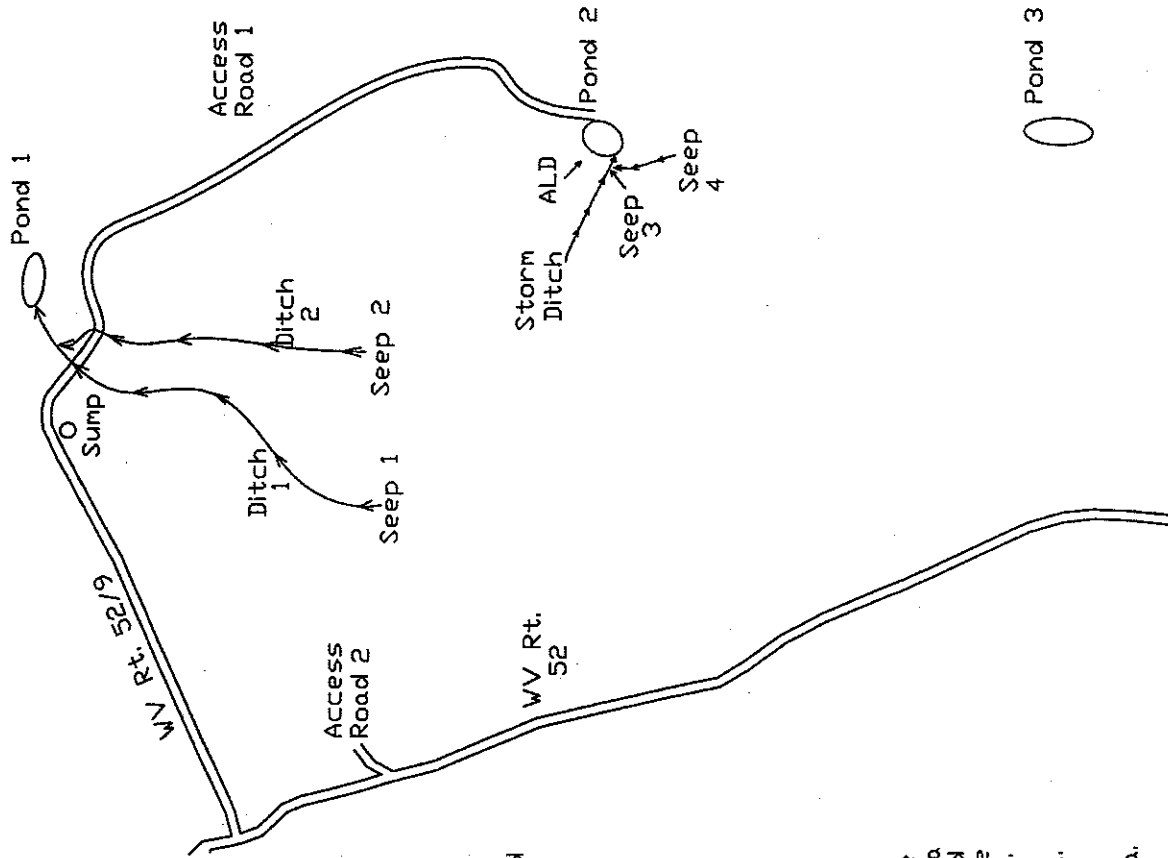 Access
Road 1
Pond 2
Pond 3
Pond 1
ALD
Seep
4
Seep
3
Storm
Ditch
Ditch
2
Seep 2
Sump
Ditch
1
Seep 1
WV Rt. 52/9
WV Rt.
52
Access
Road 2